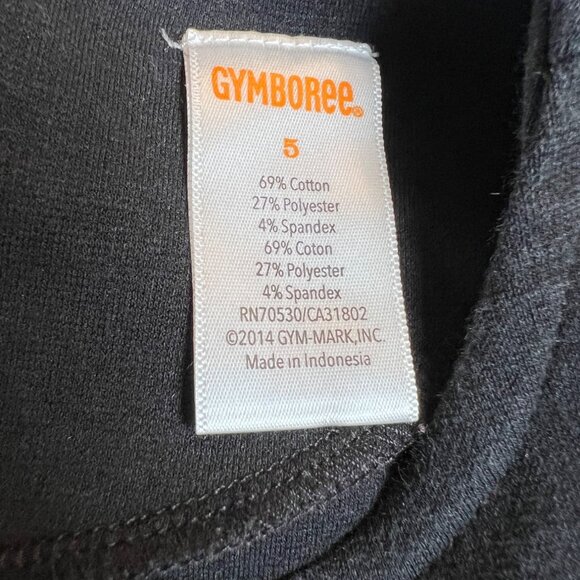 GYMBOREE®
5
69% Cotton
27% Polyester
4% Spandex
69% Coton
27% Polyester
4% Spandex
RN70530/CA31802
©2014 GYM-MARK,INC.
Made in Indonesia